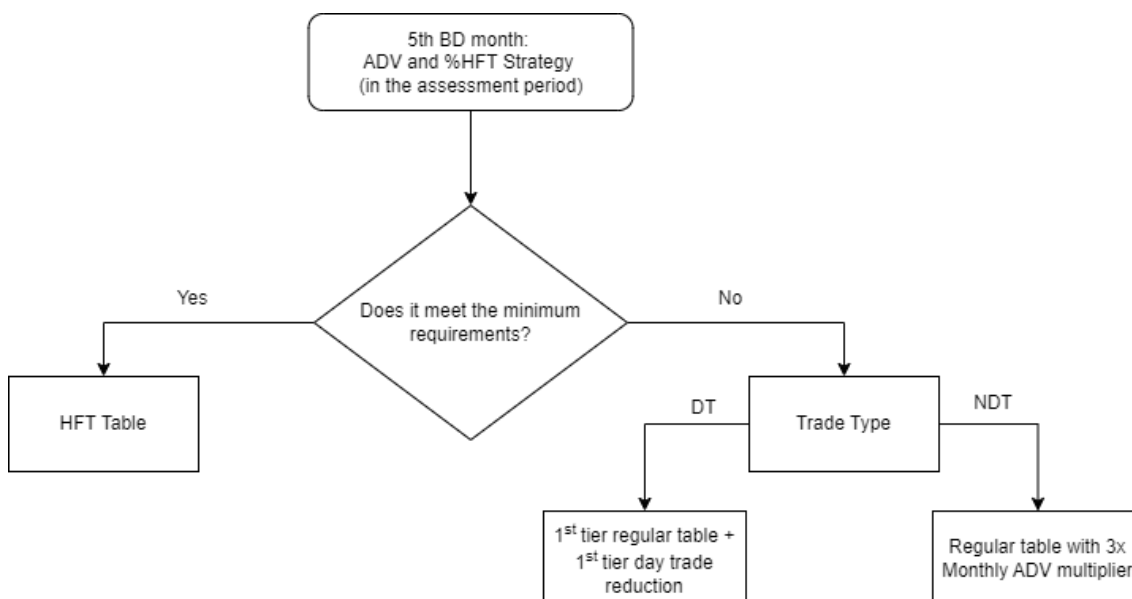 5th BD month:
ADV and %HFT Strategy
(in the assessment period)
Yes
Does it meet the minimum
requirements?
No
HFT Table
DT
Trade Type
NDT
1st tier regular table +
1st tier day trade
reduction
Regular table with 3x
Monthly ADV multiplier